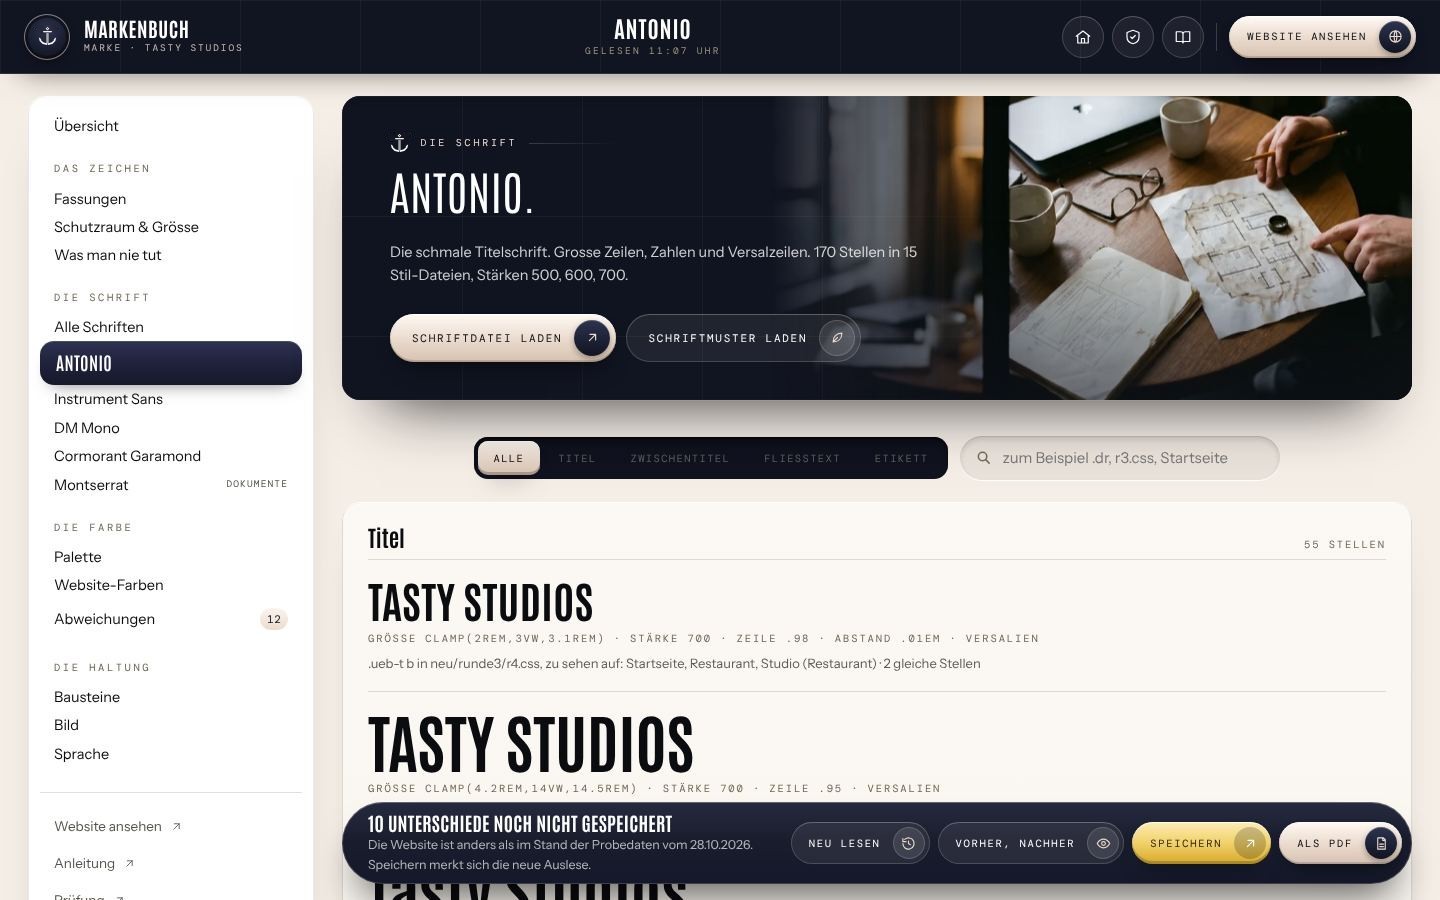 MARKENBUCH
MARKE · TASTY STUDIOS
ANTONIO
GELESEN 11:07 UHR
WEBSITE ANSEHEN
Übersicht
DAS ZEICHEN
Fassungen
Schutzraum & Grösse
Was man nie tut
DIE SCHRIFT
Alle Schriften
ANTONIO
Instrument Sans
DM Mono
Cormorant Garamond
Montserrat DOKUMENTE
DIE FARBE
Palette
Website-Farben
Abweichungen 12
DIE HALTUNG
Bausteine
Bild
Sprache
Website ansehen
Anleitung
Prüfung
DIE SCHRIFT
ANTONIO.
Die schmale Titelschrift. Grosse Zeilen, Zahlen und Versalzeilen. 170 Stellen in 15
Stil-Dateien, Stärken 500, 600, 700.
SCHRIFTDATEI LADEN
SCHRIFTMUSTER LADEN
ALLE TITEL ZWISCHENTITEL FLIESSTEXT ETIKETT
zum Beispiel .dr, r3.css, Startseite
Titel
55 STELLEN
TASTY STUDIOS
GRÖSSE CLAMP(2REM,3VW,3.1REM) · STÄRKE 700 · ZEILE .98 · ABSTAND .01EM · VERSALIEN
.ueb-t b in neu/runde3/r4.css, zu sehen auf: Startseite, Restaurant, Studio (Restaurant) · 2 gleiche Stellen
TASTY STUDIOS
GRÖSSE CLAMP(4.2REM,14VW,14.5REM) · STÄRKE 700 · ZEILE .95 · VERSALIEN
10 UNTERSCHIEDE NOCH NICHT GESPEICHERT
Die Website ist anders als im Stand der Probedaten vom 28.10.2026.
Speichern merkt sich die neue Auslese.
NEU LESEN
VORHER, NACHHER
SPEICHERN
ALS PDF
Tasty Studios